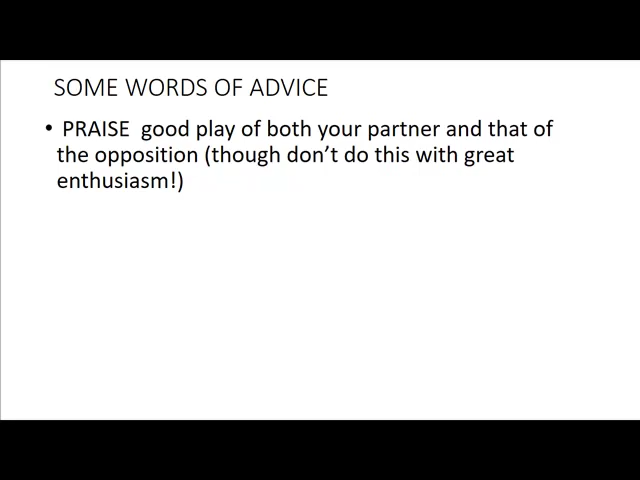 SOME WORDS OF ADVICE
• PRAISE  good play of both your partner and that of
the opposition (though don’t do this with great
enthusiasm!)